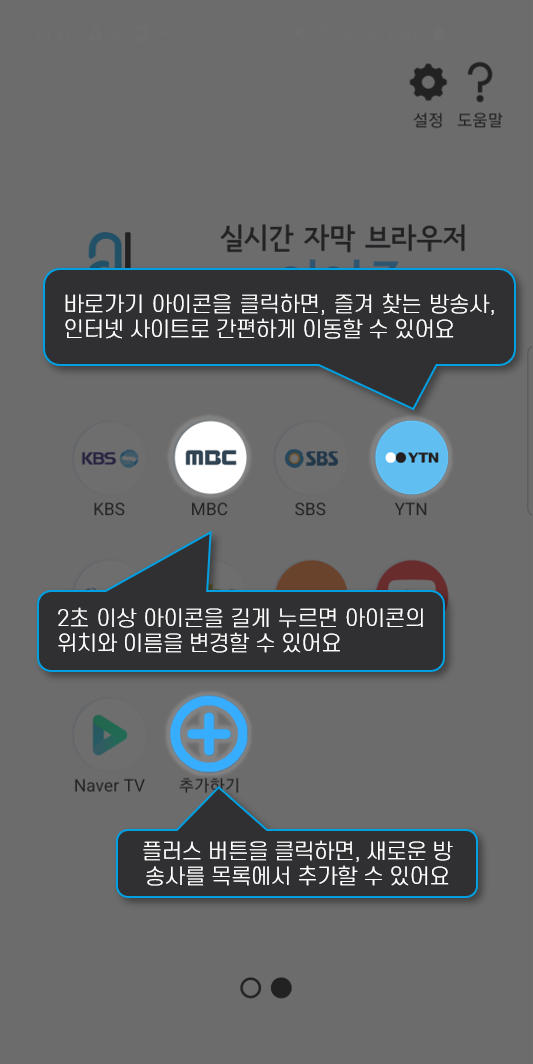 설정 도움말
실시간 자막 브라우저
바로가기 아이콘을 클릭하면, 즐겨 찾는 방송사,
인터넷 사이트로 간편하게 이동할 수 있어요
KBS MBC SBS YTN
KBS MBC SBS YTN
2초 이상 아이콘을 길게 누르면 아이콘의
위치와 이름을 변경할 수 있어요
Naver TV 추가하기
플러스 버튼을 클릭하면, 새로운 방
송사를 목록에서 추가할 수 있어요